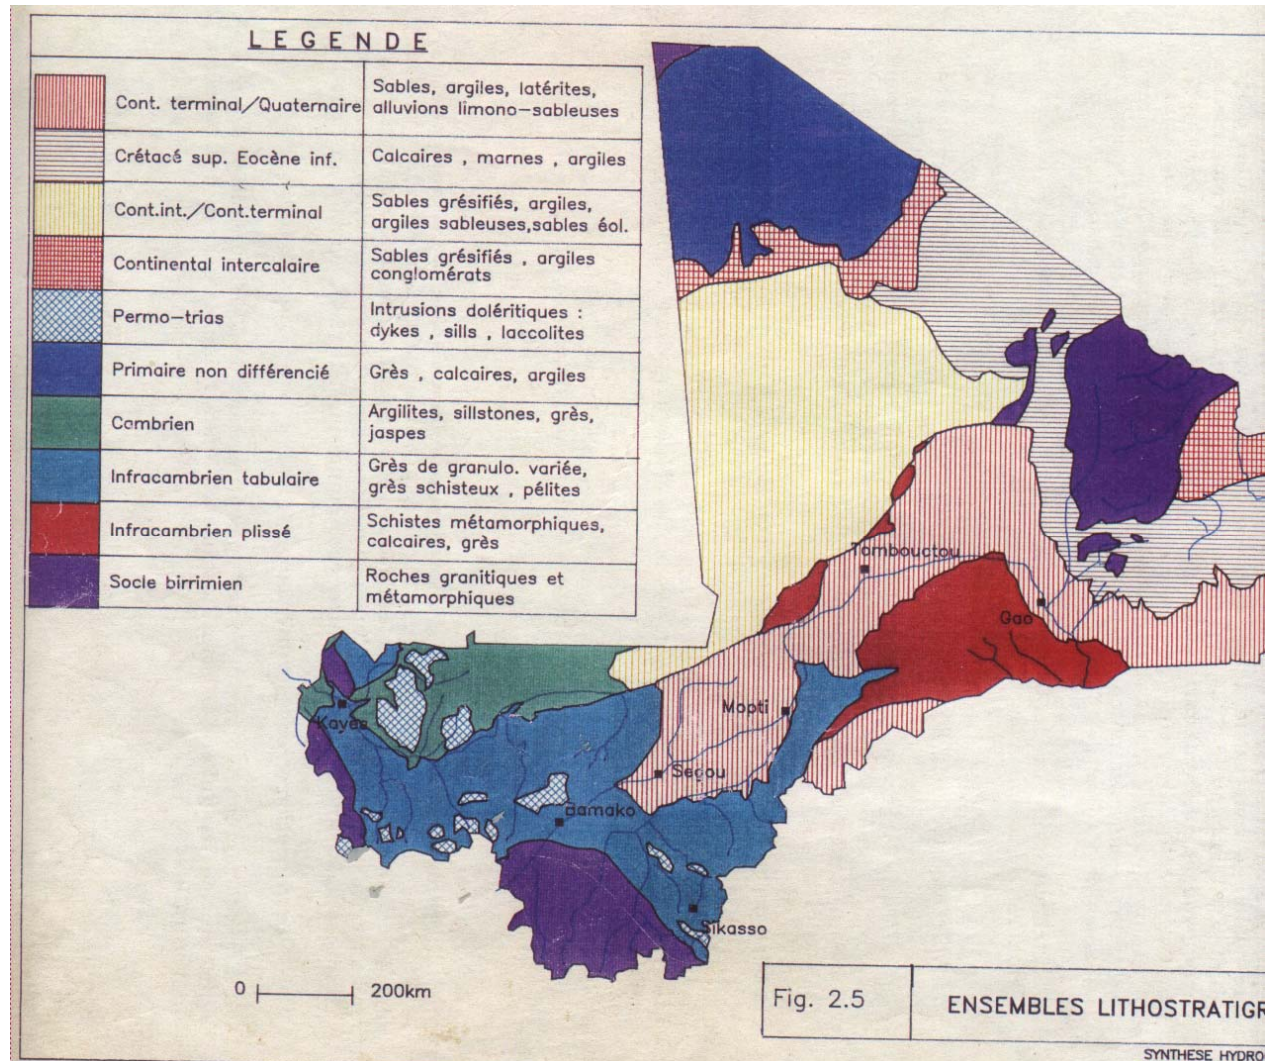 LEGENDE
Cont. terminal/Quaternaire
Sables, argiles, latérites,
alluvions limono-sableuses
Crétacé sup. Eocène inf.
Calcaires , marnes , argiles
Cont.int./Cont.terminal
Sables grésifiés, argiles,
argiles sableuses,sables éol.
Continental intercalaire
Sables grésifiés , argiles
conglomérats
Permo-trias
Intrusions doléritiques :
dykes , sills , laccolites
Primaire non différencié
Grès , calcaires, argiles
Cambrien
Argilites, sillstones, grès,
jaspes
Infracambrien tabulaire
Grès de granulo. variée,
grès schisteux , pélites
Infracambrien plissé
Schistes métamorphiques,
calcaires, grès
Socle birrimien
Roches granitiques et
métamorphiques
Tombouctou
Gao
Kayes
Mopti
Segou
Bamako
Sikasso
0 200km
Fig. 2.5
ENSEMBLES LITHOSTRATIGR
SYNTHESE HYDRO